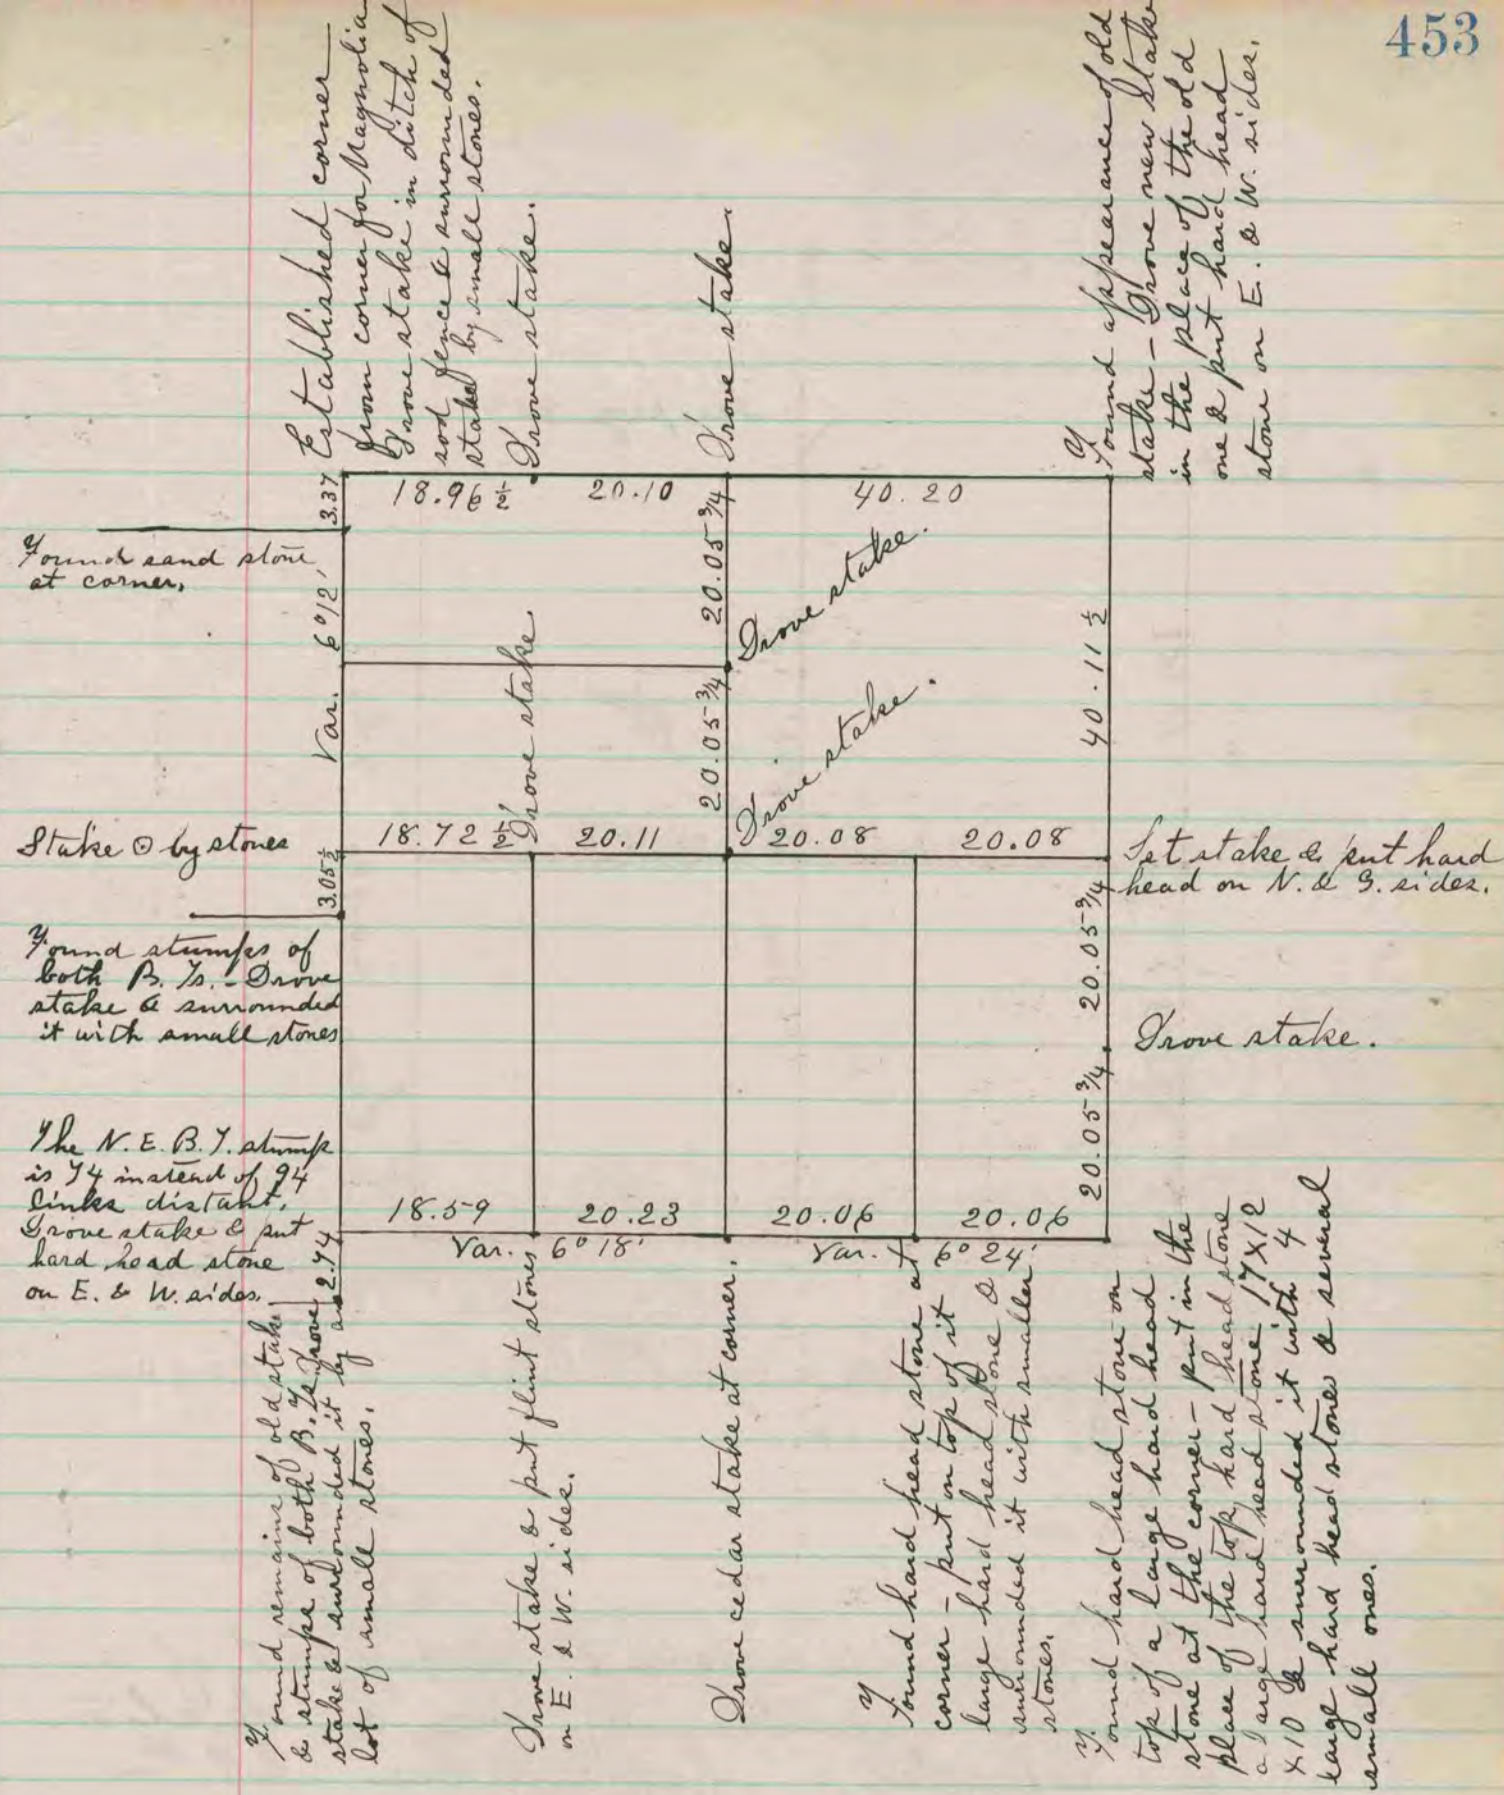 453
Established corner
from corner for Magnolia
Drove stake in ditch of
sod fence & surrounded
stake by small stones.
Drove stake.
Drove stake.
Found appearance of old
stake – Drove new stake
in the place of the old
one & put hard head
stone on E. & W. sides.
3.37
18.96 ½
20.10
40.20
Found sand stone
at corner.
Var. 6°12'
20.05 ¾
Drove stake.
40.11 ½
Drove stake
20.05 ¾
Drove stake.
Stake ⊙ by stones
18.72 ½
20.11
20.08
20.08
Set stake & put hard
head on N. & S. sides.
3.05 ½
Found stumps of
both B. Ts. – Drove
stake & surrounded
it with small stones
20.05 ¾
Drove stake.
20.05 ¾
The N. E. B. T. stump
is 74 instead of 94
links distant.
Drove stake & put
hard head stone
on E. & W. sides.
2.74
18.59
20.23
20.06
20.06
Var. 6° 18'
Var. 6° 24'
Found remains of old stake
& stumps of both B. Ts Drove
stake & surrounded it by a
lot of small stones.
Drove stake & put flint stones
on E. & W. sides.
Drove cedar stake at corner.
Found hard head stone at
corner – put on top of it
large hard head stone &
surrounded it with smaller
stones.
Found hard head stone on
top of a large hard head
stone at the corner – put in the
place of the top hard head stone
a large hard head stone 17 X 12
X 10 & surrounded it with 4
large hard head stones & several
small ones.